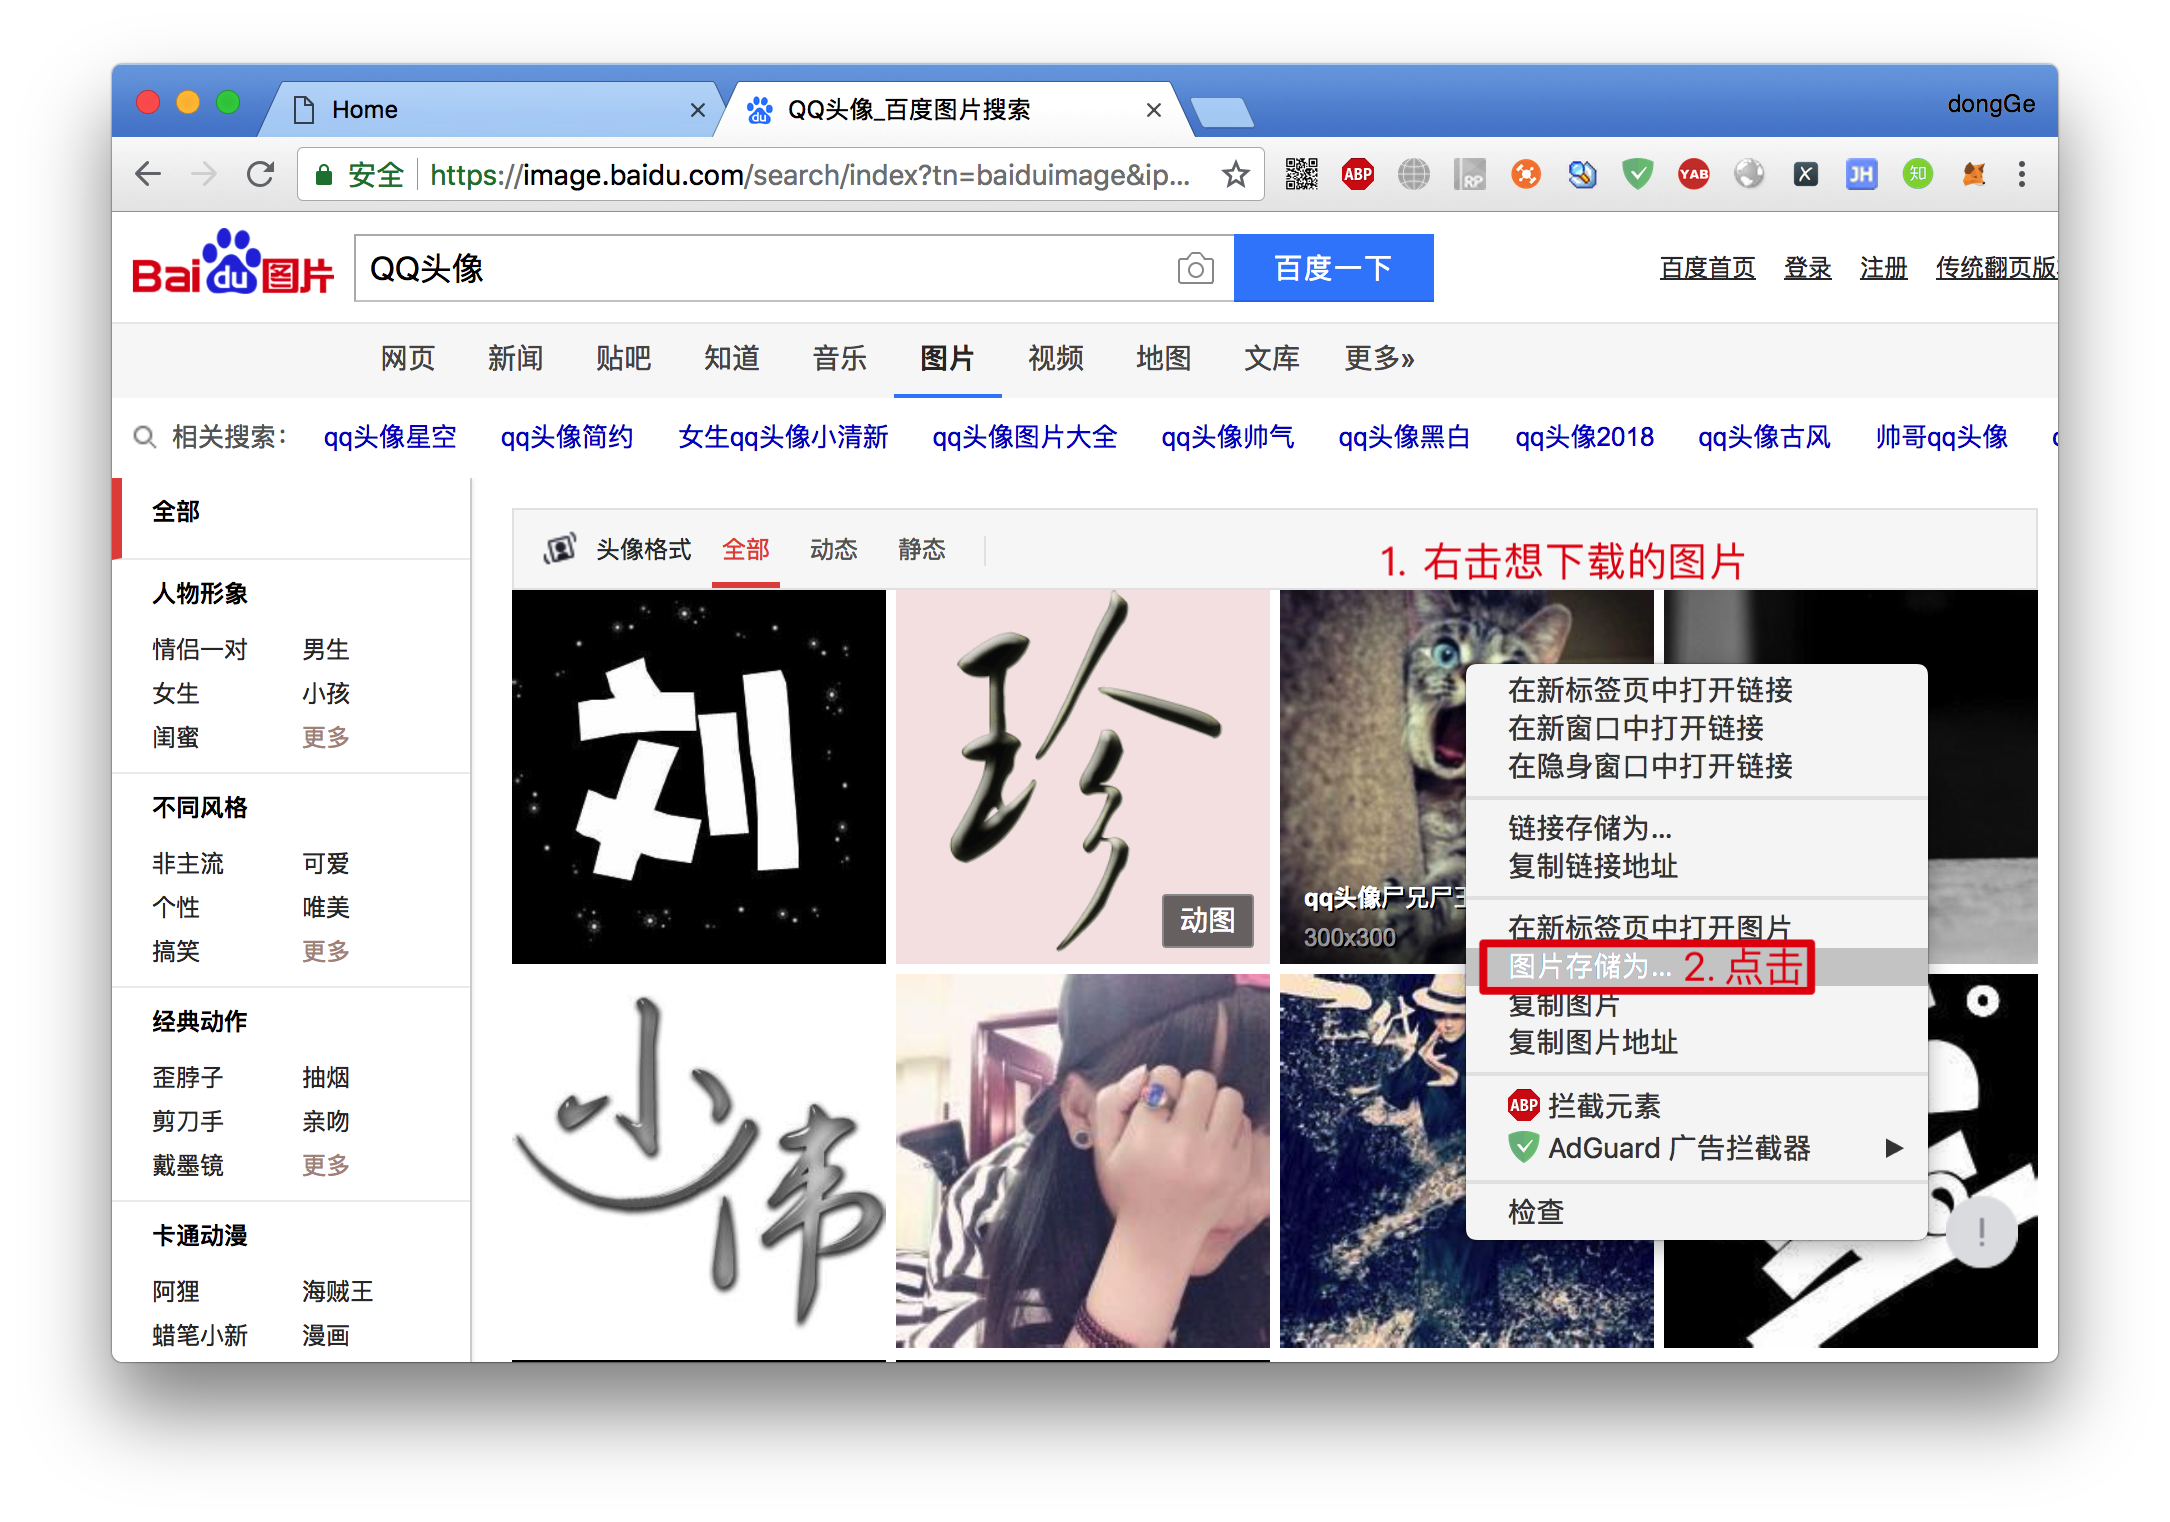 Home
QQ头像_百度图片搜索
dongGe
安全 https://image.baidu.com/search/index?tn=baiduimage&ip...
ABP
RP
YAB
X
JH
知
Bai du 图片
QQ头像
百度一下
百度首页 登录 注册 传统翻页版
网页 新闻 贴吧 知道 音乐 图片 视频 地图 文库 更多»
相关搜索: qq头像星空 qq头像简约 女生qq头像小清新 qq头像图片大全 qq头像帅气 qq头像黑白 qq头像2018 qq头像古风 帅哥qq头像
全部
人物形象
情侣一对 男生
女生 小孩
闺蜜 更多
不同风格
非主流 可爱
个性 唯美
搞笑 更多
经典动作
歪脖子 抽烟
剪刀手 亲吻
戴墨镜 更多
卡通动漫
阿狸 海贼王
蜡笔小新 漫画
头像格式 全部 动态 静态
1. 右击想下载的图片
刘
珍
动图
qq头像尸兄尸王
300x300
小伟
在新标签页中打开链接
在新窗口中打开链接
在隐身窗口中打开链接
链接存储为...
复制链接地址
在新标签页中打开图片
图片存储为... 2. 点击
复制图片
复制图片地址
ABP 拦截元素
AdGuard 广告拦截器
检查